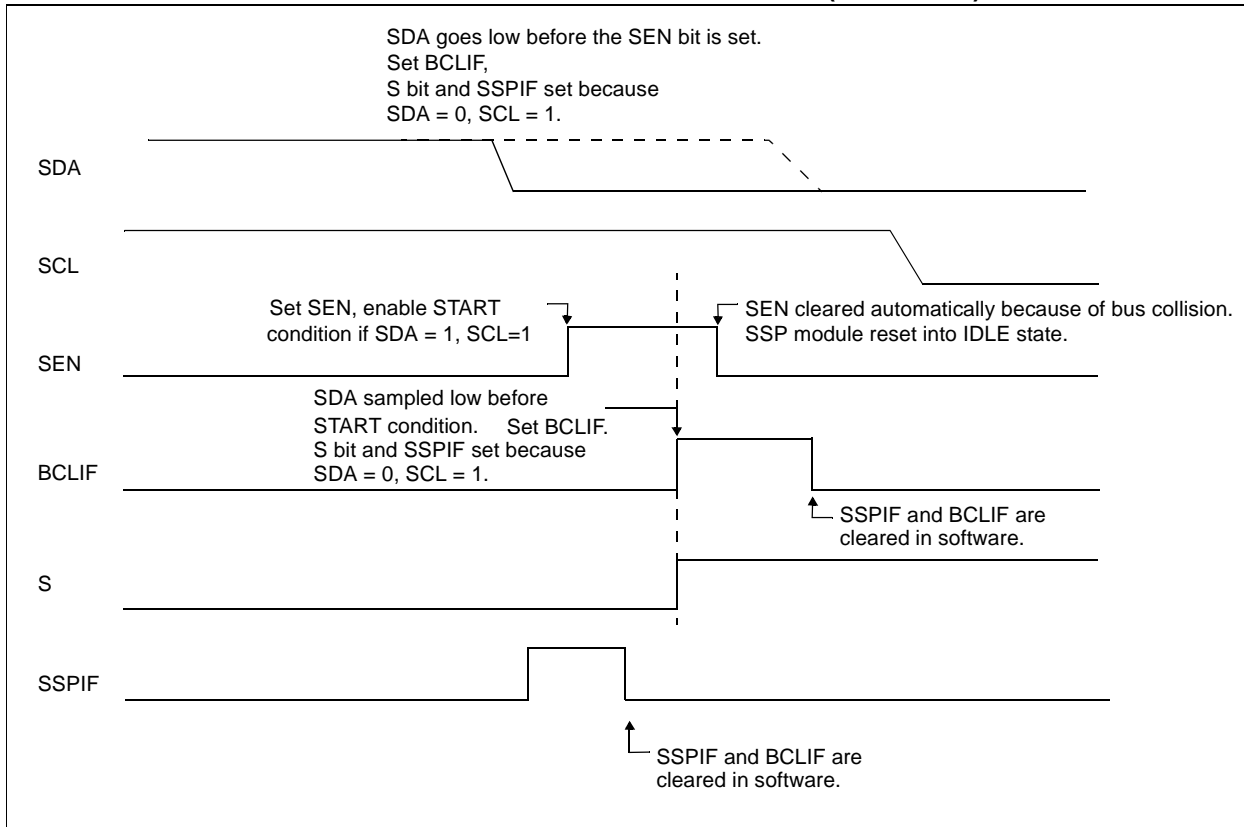 SDA goes low before the SEN bit is set.
Set BCLIF,
S bit and SSPIF set because
SDA = 0, SCL = 1.
SDA
SCL
Set SEN, enable START
condition if SDA = 1, SCL=1
SEN cleared automatically because of bus collision.
SSP module reset into IDLE state.
SEN
SDA sampled low before
START condition. Set BCLIF.
S bit and SSPIF set because
SDA = 0, SCL = 1.
BCLIF
SSPIF and BCLIF are
cleared in software.
S
SSPIF
SSPIF and BCLIF are
cleared in software.